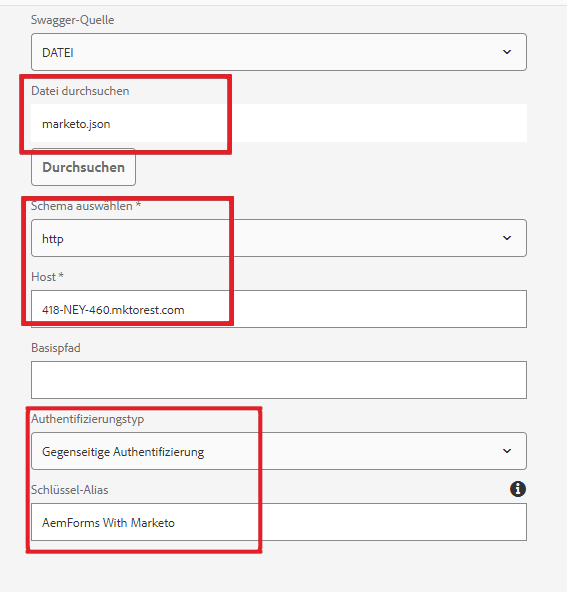 Swagger-Quelle
DATEI
Datei durchsuchen
marketo.json
Durchsuchen
Schema auswählen *
http
Host *
418-NEY-460.mktorest.com
Basispfad
Authentifizierungstyp
Gegenseitige Authentifizierung
Schlüssel-Alias
AemForms With Marketo